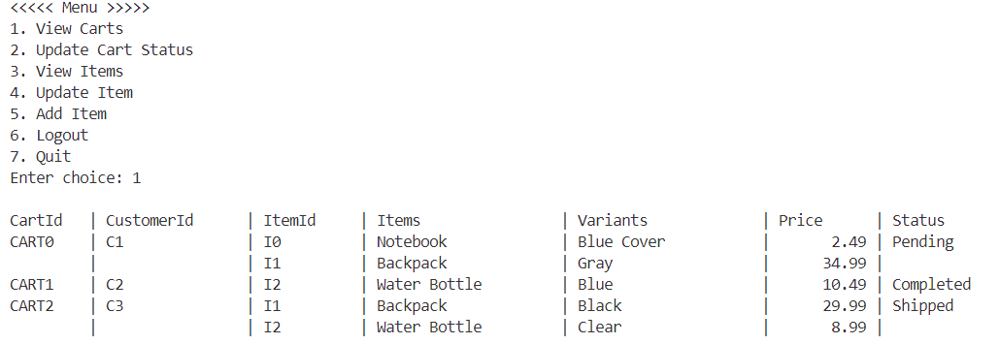 <<<<< Menu >>>>>
1. View Carts
2. Update Cart Status
3. View Items
4. Update Item
5. Add Item
6. Logout
7. Quit
Enter choice: 1

CartId   | CustomerId      | ItemId     | Items                | Variants             | Price      | Status
CART0    | C1              | I0         | Notebook             | Blue Cover           |       2.49 | Pending
         |                 | I1         | Backpack             | Gray                 |      34.99 |
CART1    | C2              | I2         | Water Bottle         | Blue                 |      10.49 | Completed
CART2    | C3              | I1         | Backpack             | Black                |      29.99 | Shipped
         |                 | I2         | Water Bottle         | Clear                |       8.99 |